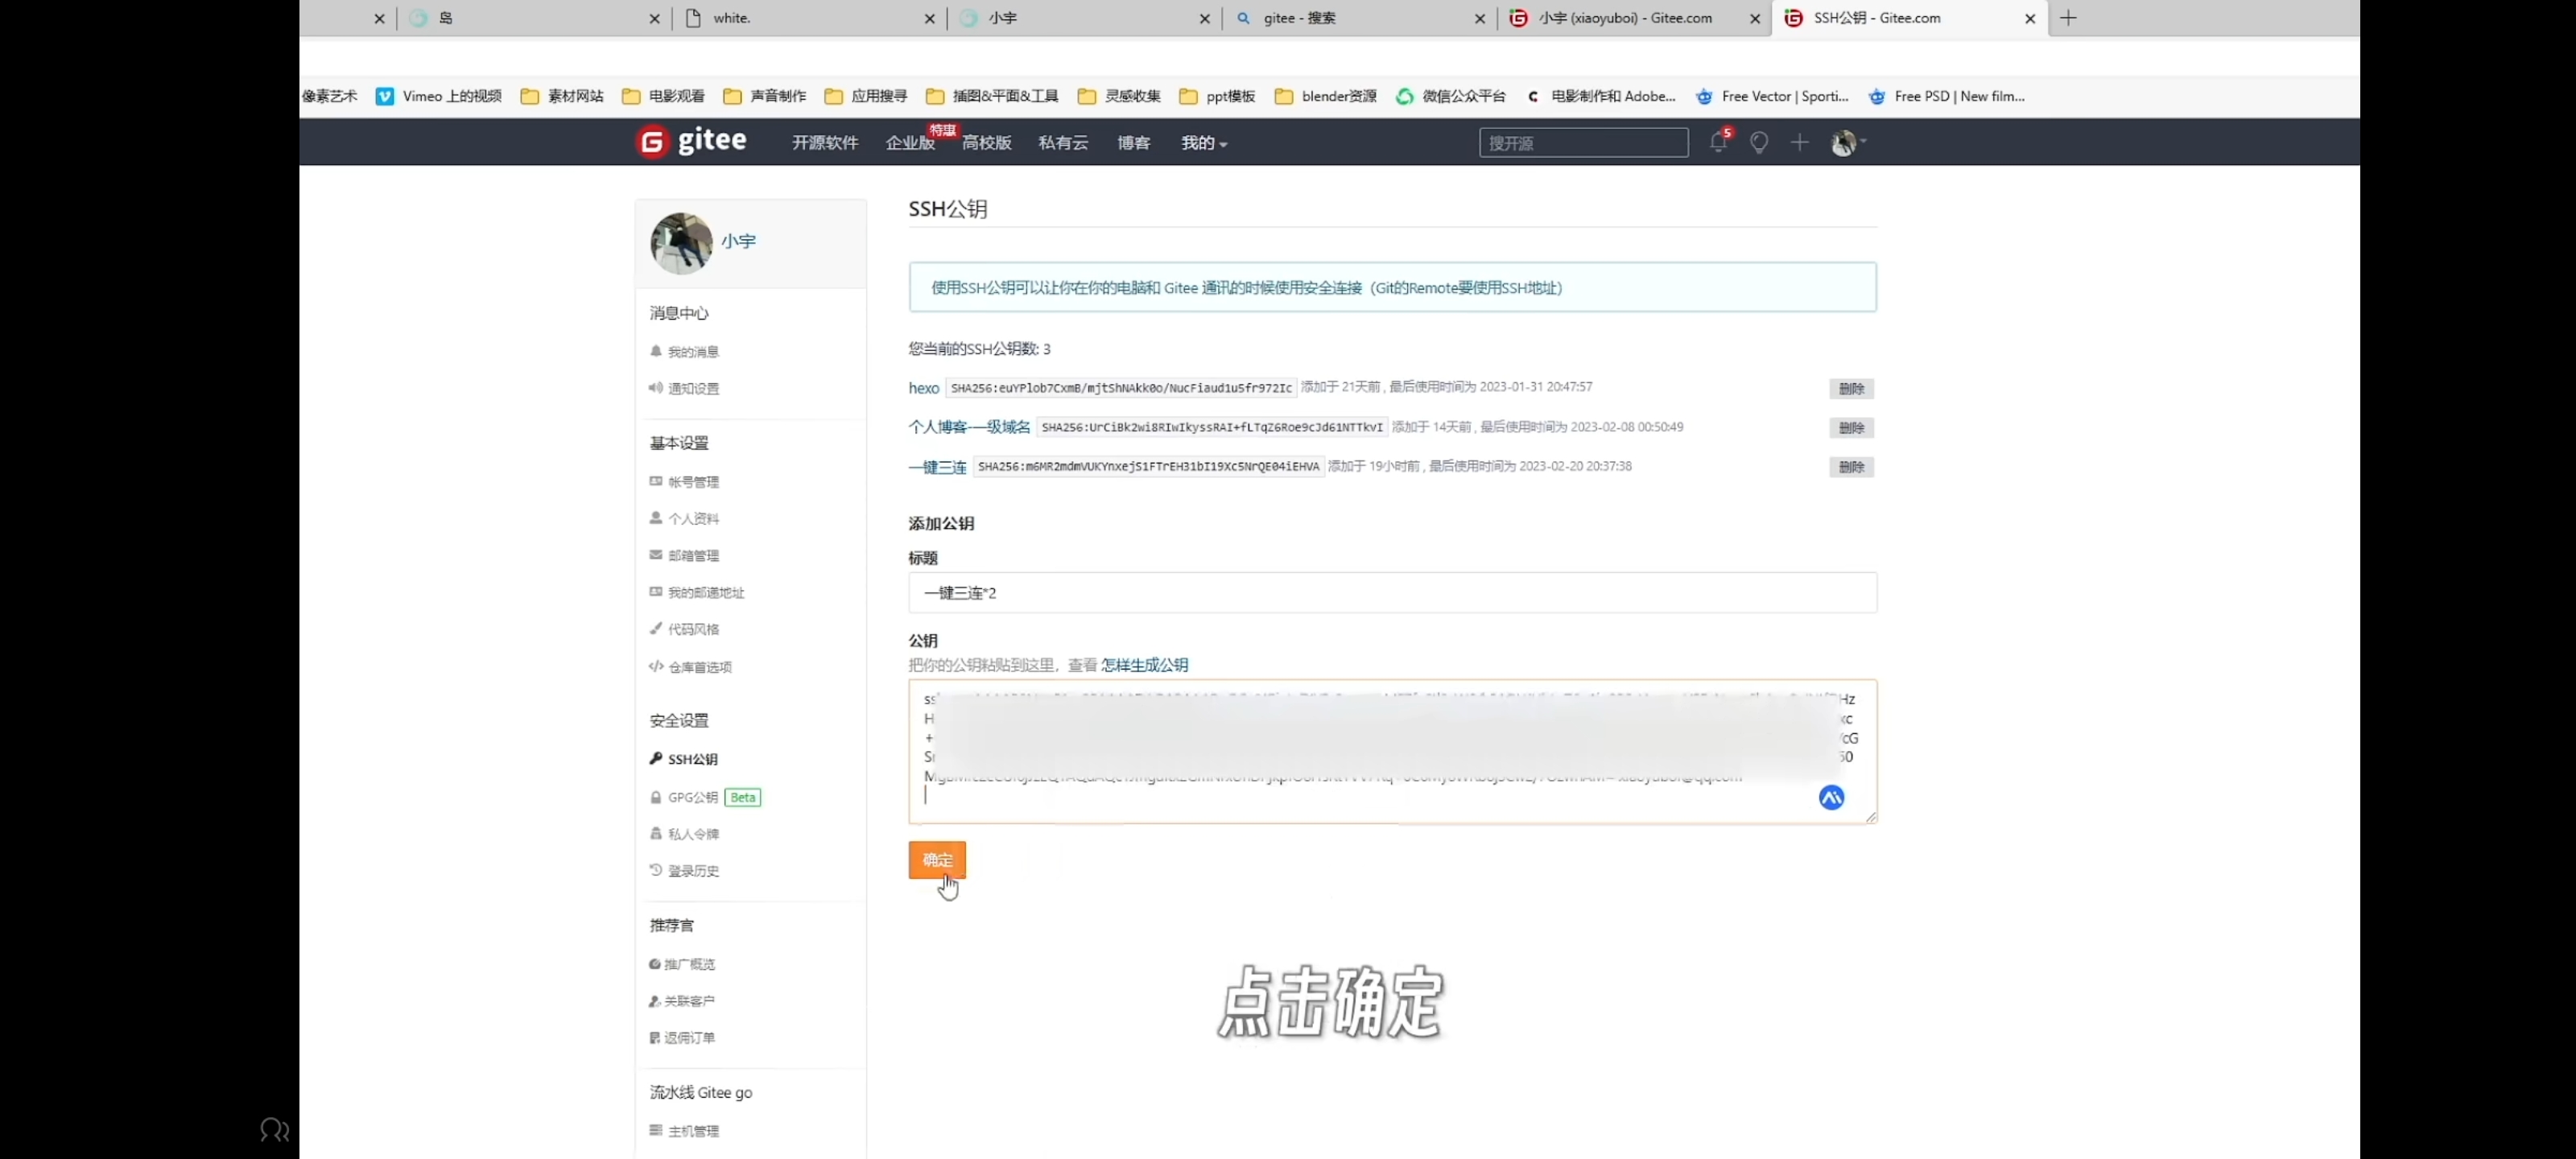 岛
white.
小宇
gitee - 搜索
小宇 (xiaoyuboi) - Gitee.com
SSH公钥 - Gitee.com
像素艺术
Vimeo 上的视频
素材网站
电影观看
声音制作
应用搜寻
插图&平面&工具
灵感收集
ppt模板
blender资源
微信公众平台
电影制作和 Adobe...
Free Vector | Sporti...
Free PSD | New film...
gitee
开源软件
企业版
特惠
高校版
私有云
博客
我的
搜开源
5
小宇
消息中心
我的消息
通知设置
基本设置
帐号管理
个人资料
邮箱管理
我的邮递地址
代码风格
仓库首选项
安全设置
SSH公钥
GPG公钥 Beta
私人令牌
登录历史
推荐官
推广概览
关联客户
返佣订单
流水线 Gitee go
主机管理
SSH公钥
使用SSH公钥可以让你在你的电脑和 Gitee 通讯的时候使用安全连接（Git的Remote要使用SSH地址）
您当前的SSH公钥数: 3
hexo SHA256:euYPlob7CxmB/mjtShNAkk0o/NucFiaud1u5fr972Ic 添加于 21天前 , 最后使用时间为 2023-01-31 20:47:57 删除
个人博客-一级域名 SHA256:UrCiBk2wi8RIwIkyssRAI+fLTqZ6Roe9cJd61NTTkvI 添加于 14天前 , 最后使用时间为 2023-02-08 00:50:49 删除
一键三连 SHA256:m6MR2mdmVUKYnxejS1FTrEH31bI19Xc5NrQE04iEHVA 添加于 19小时前 , 最后使用时间为 2023-02-20 20:37:38 删除
添加公钥
标题
一键三连*2
公钥
把你的公钥粘贴到这里，查看 怎样生成公钥
确定
点击确定